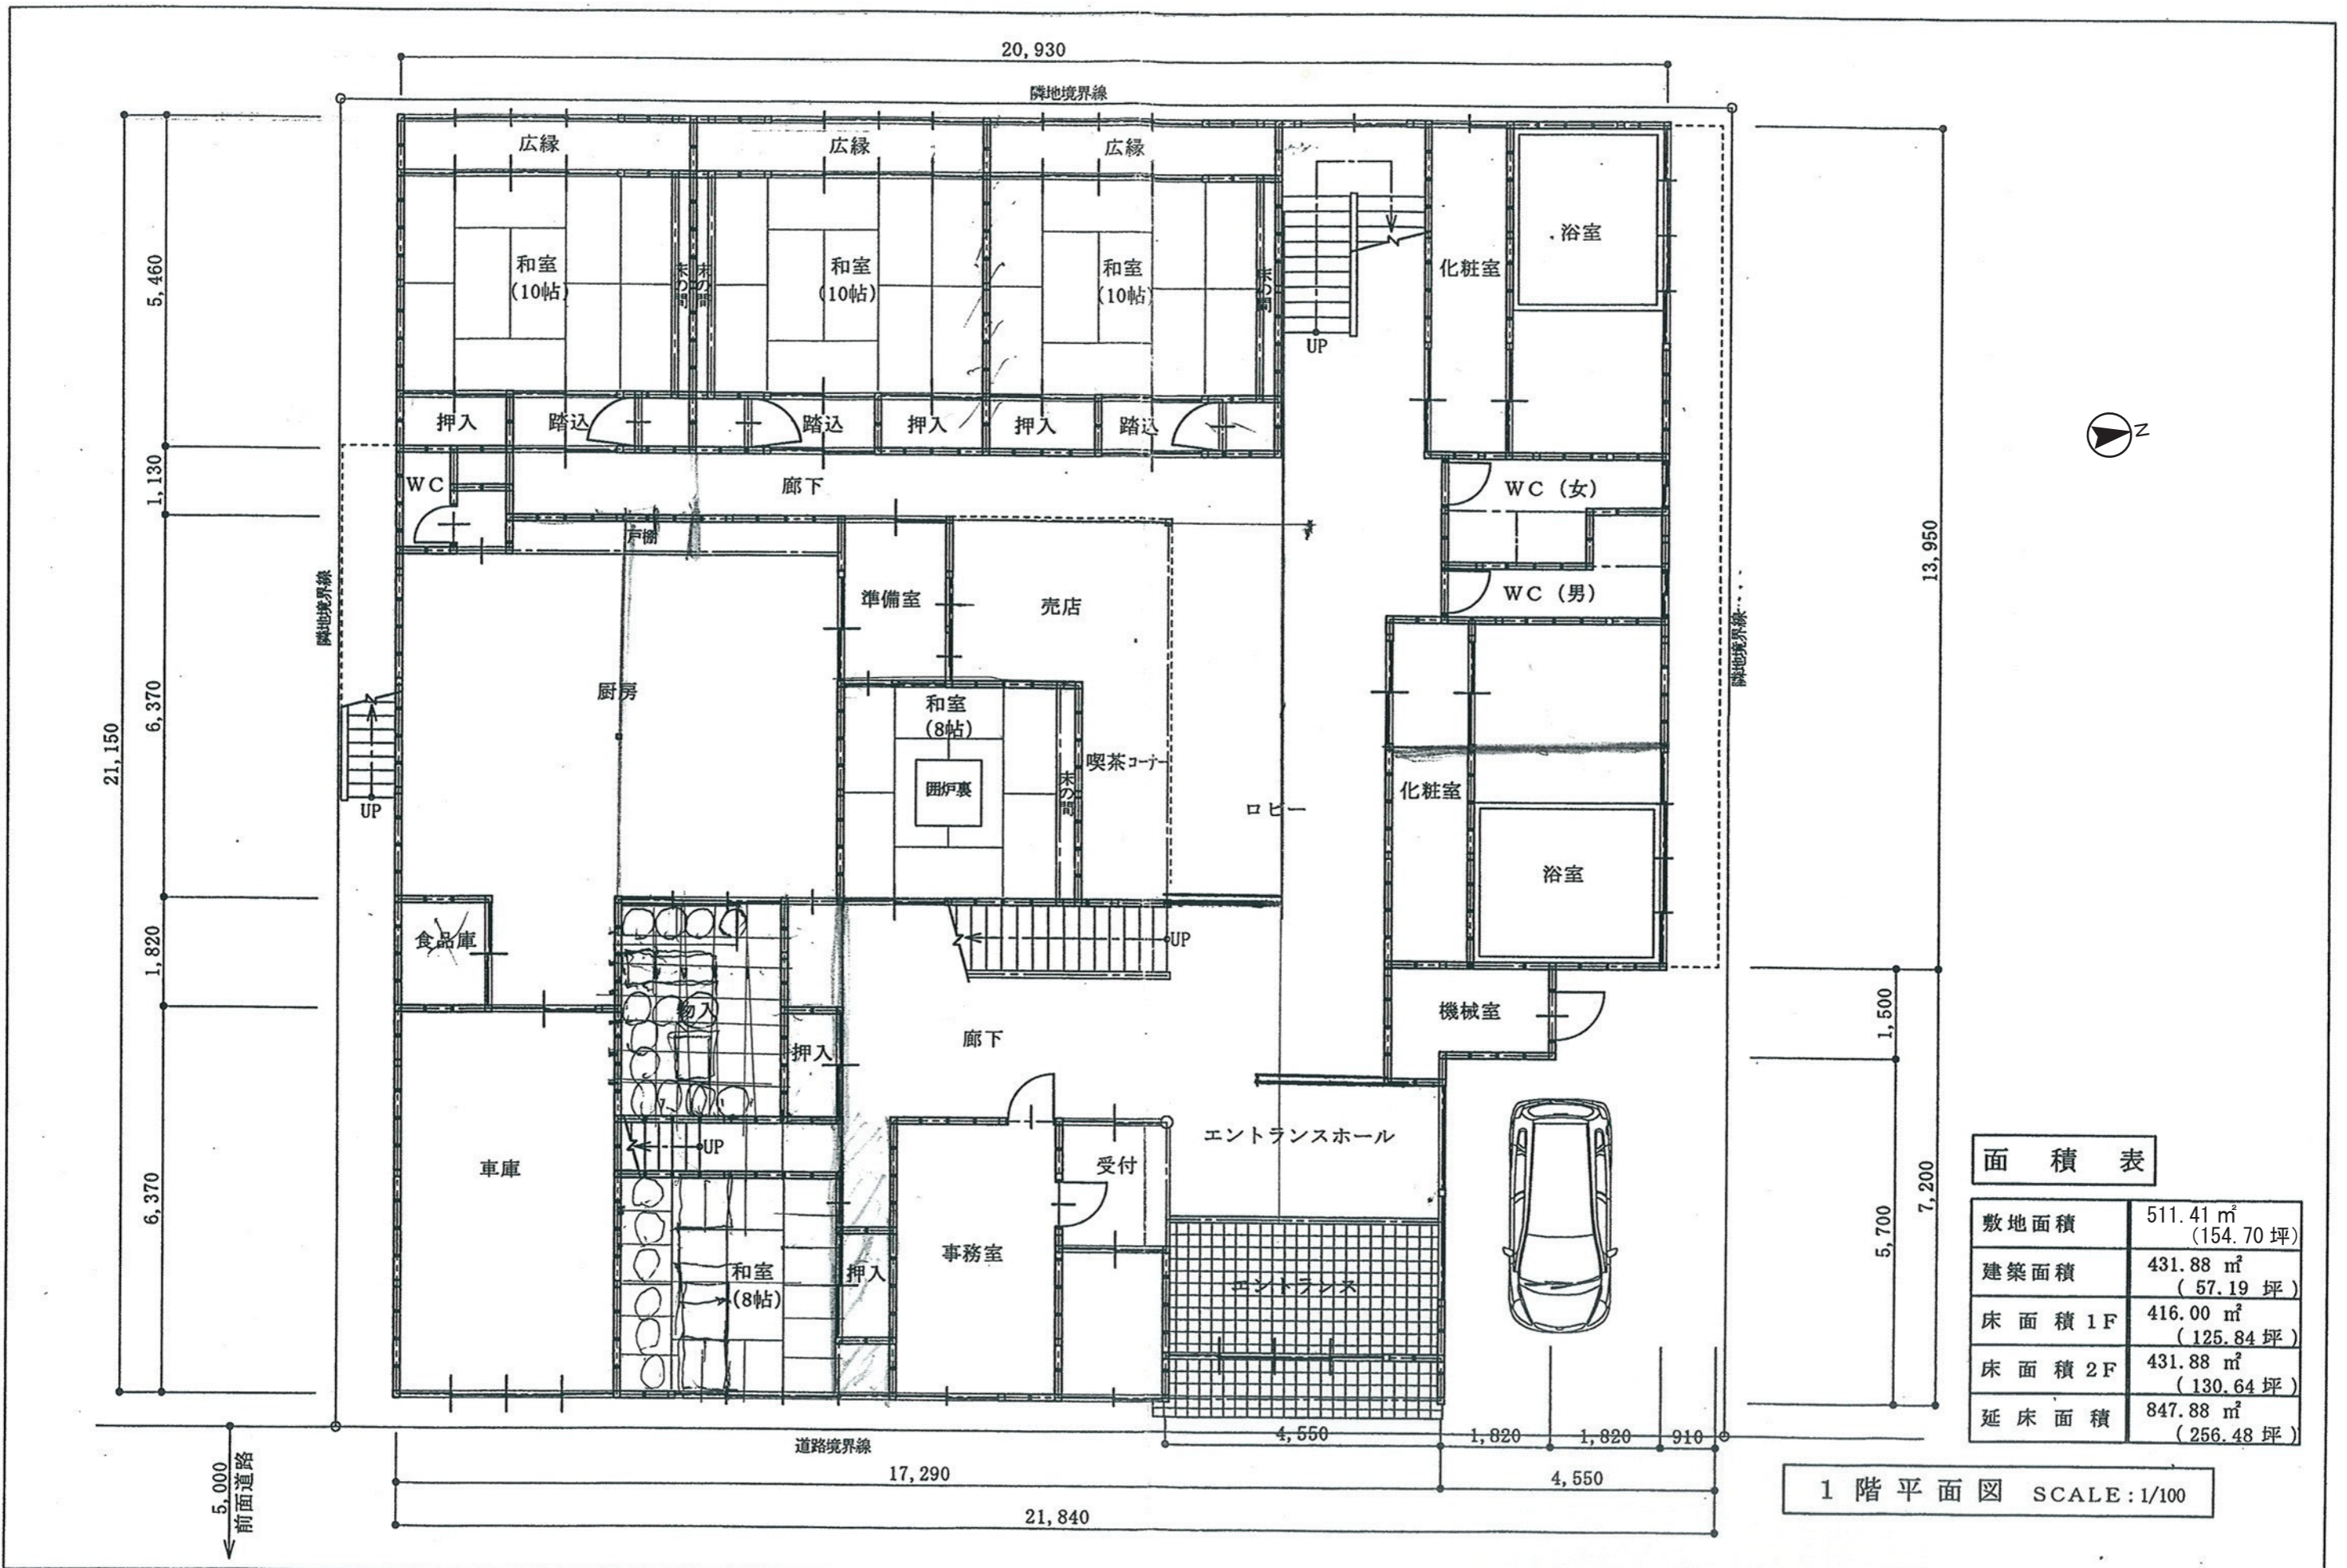 20,930
隣地境界線
広縁
広縁
広縁
和室
(10帖)
床の間
床の間
和室
(10帖)
和室
(10帖)
床の間
UP
化粧室
浴室
5,460
押入
踏込
踏込
押入
押入
踏込
N
1,130
WC
廊下
WC (女)
戸棚
13,950
隣地境界線
準備室
売店
WC (男)
隣地境界線
厨房
6,370
21,150
和室
(8帖)
囲炉裏
床の間
喫茶コーナー
ロビー
化粧室
UP
浴室
食品庫
1,820
UP
物入
押入
廊下
機械室
1,500
車庫
UP
受付
エントランスホール
6,370
和室
(8帖)
押入
事務室
エントランス
5,700
7,200
面積表
敷地面積 511.41 ㎡
(154.70 坪)
建築面積 431.88 ㎡
( 57.19 坪 )
床面積1F 416.00 ㎡
( 125.84 坪 )
床面積2F 431.88 ㎡
( 130.64 坪 )
延床面積 847.88 ㎡
( 256.48 坪 )
道路境界線
4,550
1,820
1,820
910
17,290
4,550
5,000
前面道路
21,840
1階平面図 SCALE:1/100